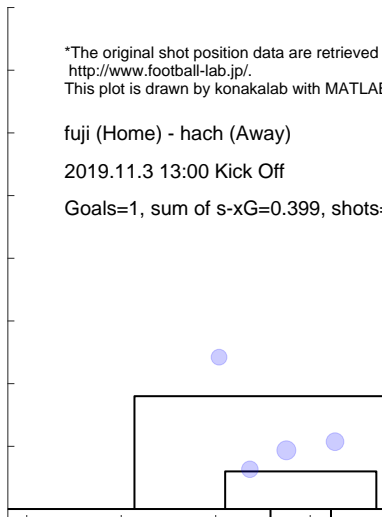 *The original shot position data are retrieved
http://www.football-lab.jp/.
This plot is drawn by konakalab with MATLAB
fuji (Home) - hach (Away)
2019.11.3 13:00 Kick Off
Goals=1, sum of s-xG=0.399, shots=